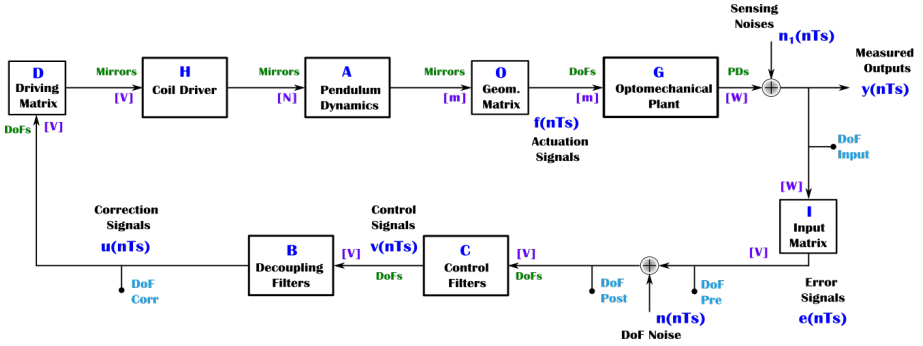 Sensing
Noises
n1(nTs)
Measured
Outputs
y(nTs)
D
Driving
Matrix
Mirrors
[V]
H
Coil Driver
Mirrors
[N]
A
Pendulum
Dynamics
Mirrors
[m]
O
Geom.
Matrix
DoFs
[m]
f(nTs)
Actuation
Signals
G
Optomechanical
Plant
PDs
[W]
DoFs
[V]
DoF
Input
[W]
I
Input
Matrix
[V]
Error
Signals
e(nTs)
DoF
Pre
n(nTs)
DoF Noise
DoF
Post
[V]
DoFs
C
Control
Filters
Control
Signals
v(nTs)
[V]
DoFs
B
Decoupling
Filters
Correction
Signals
u(nTs)
DoF
Corr